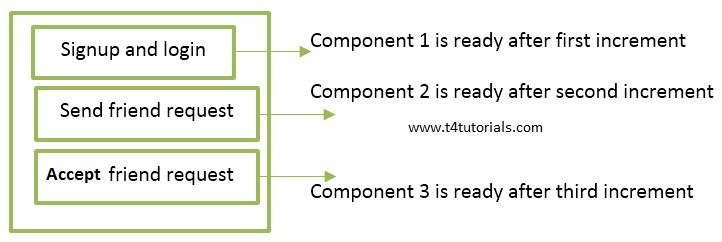 Signup and login
Component 1 is ready after first increment
Send friend request
Component 2 is ready after second increment
www.t4tutorials.com
Accept friend request
Component 3 is ready after third increment